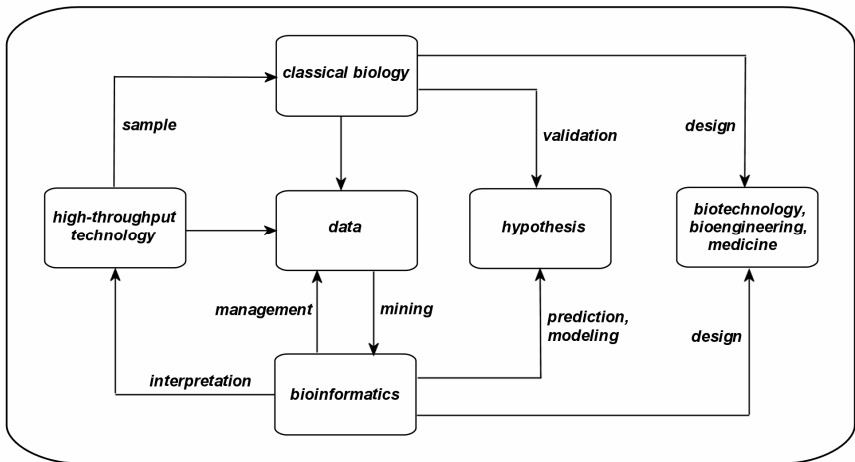 classical biology
sample
validation
design
high-throughput
technology
data
hypothesis
biotechnology,
bioengineering,
medicine
management
mining
prediction,
modeling
design
interpretation
bioinformatics